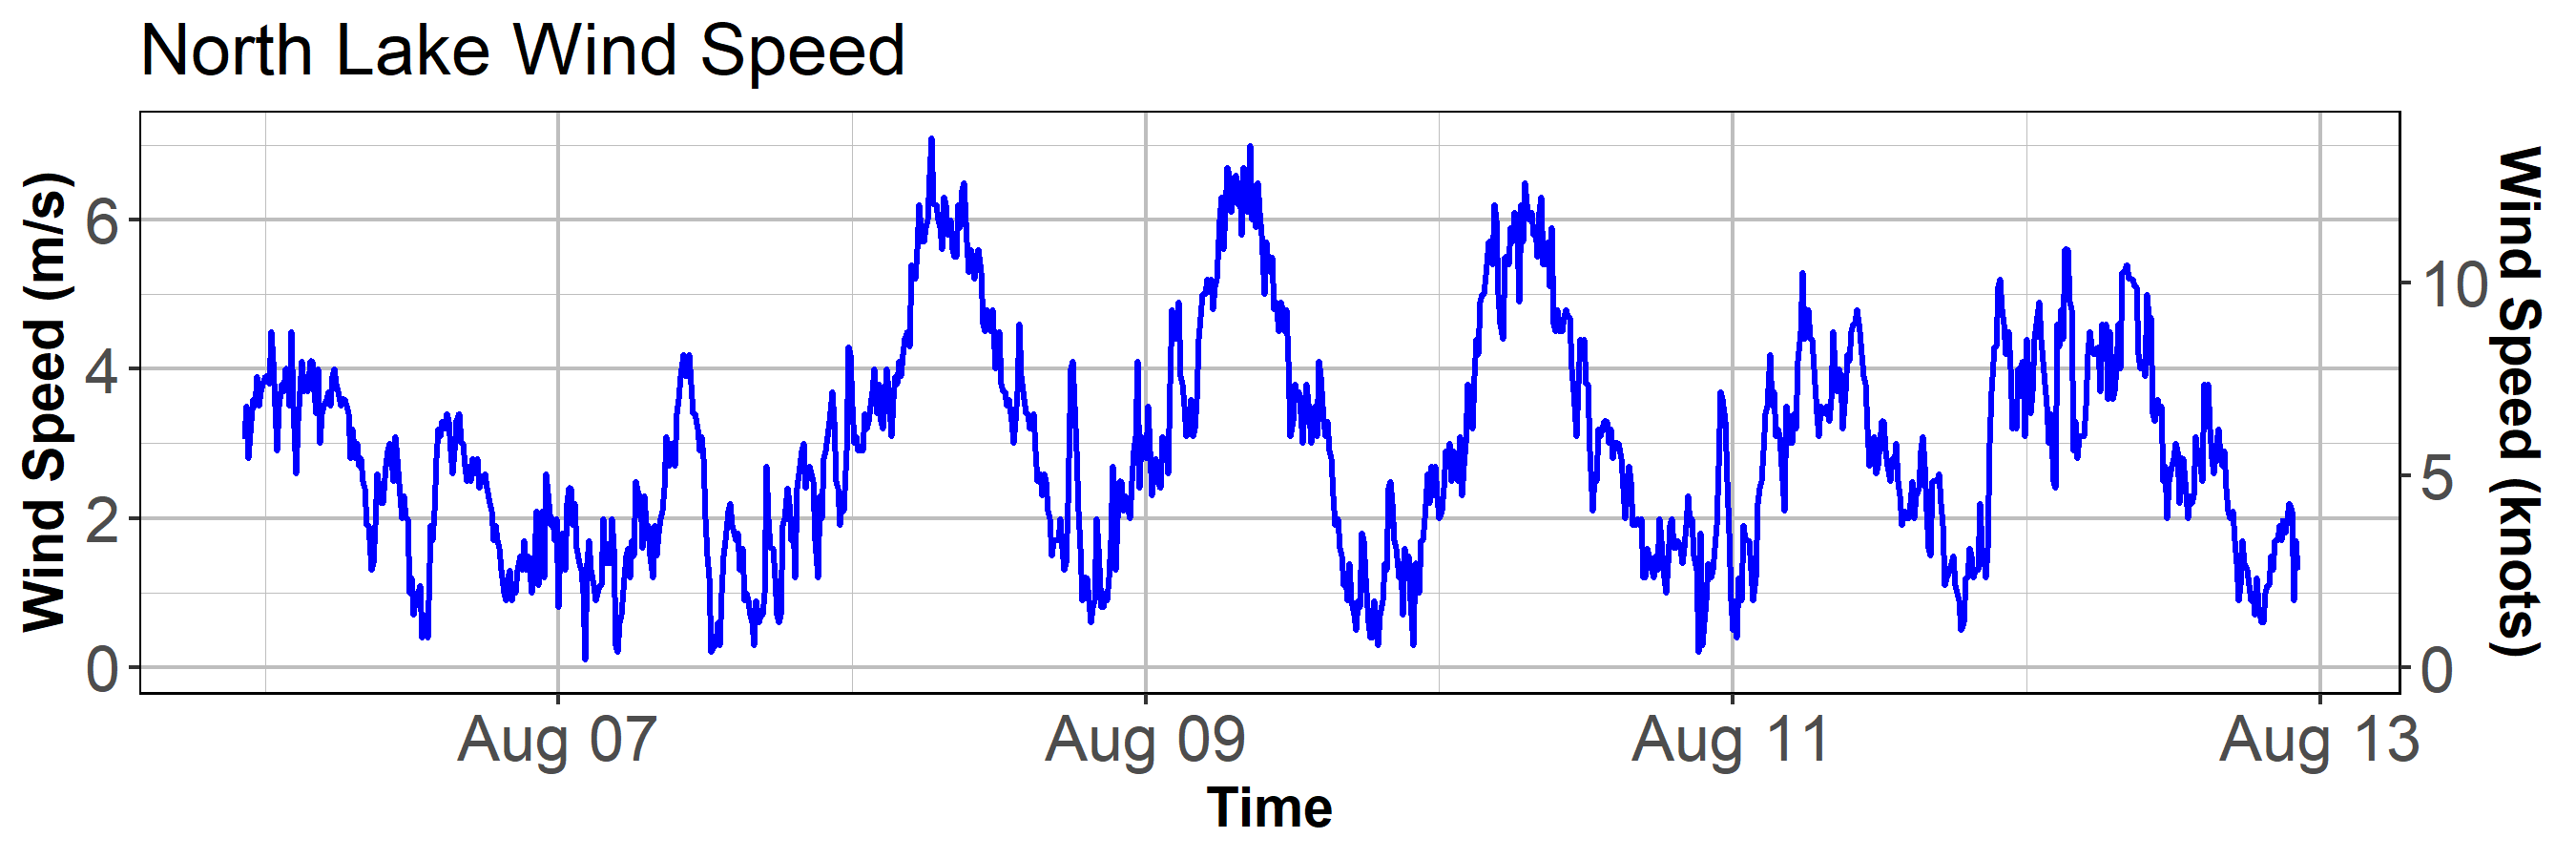 North Lake Wind Speed
Wind Speed (m/s)
6
4
2
0
10
5
0
Wind Speed (knots)
Aug 07 Aug 09 Aug 11 Aug 13
Time